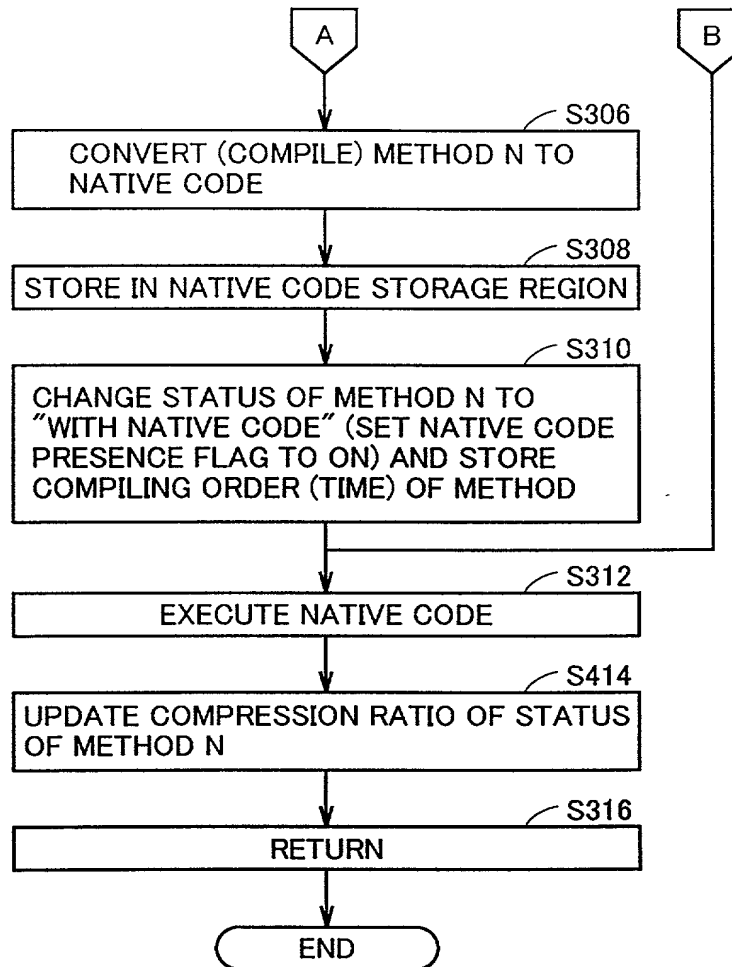 A
B
S306
CONVERT (COMPILE) METHOD N TO
NATIVE CODE
S308
STORE IN NATIVE CODE STORAGE REGION
S310
CHANGE STATUS OF METHOD N TO
"WITH NATIVE CODE" (SET NATIVE CODE
PRESENCE FLAG TO ON) AND STORE
COMPILING ORDER (TIME) OF METHOD
S312
EXECUTE NATIVE CODE
S414
UPDATE COMPRESSION RATIO OF STATUS
OF METHOD N
S316
RETURN
END